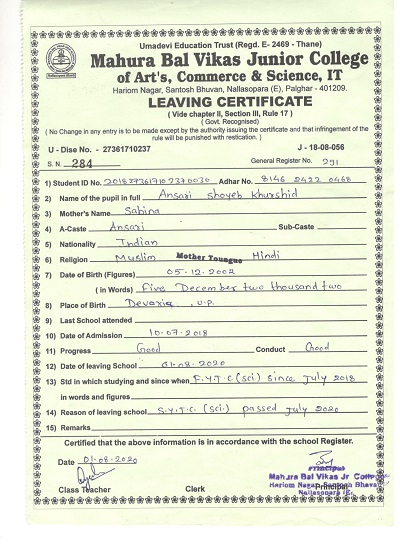 Umadevi Education Trust (Regd. E- 2469 - Thane)
Mahura Bal Vikas Junior College
of Art's, Commerce & Science, IT
Hariom Nagar, Santosh Bhuvan, Nallasopara (E), Palghar - 401209.
LEAVING CERTIFICATE
( Vide chapter II, Section III, Rule 17 )
( Govt. Recognised)
( No Change in any entry is to be made except by the authority issuing the certificate and that infringement of the
rule will be punished with restication. )
U - Dise No. - 27361710237 J - 18-08-056
S. N. 284 General Register No. 291
1) Student ID No. 2018273617102370030 Adhar No. 8146 2422 0468
2) Name of the pupil in full Ansari Shoyeb Khurshid
3) Mother's Name Sabina
4) A-Caste Ansari Sub-Caste
5) Nationality Indian
6) Religion Muslim Mother Toungue Hindi
7) Date of Birth (Figures) 05-12-2002
( in Words) Five December two thousand two
8) Place of Birth Devaria, U.P.
9) Last School attended
10) Date of Admission 10-07-2018
11) Progress Good Conduct Good
12) Date of leaving School 01-08-2020
13) Std in which studying and since when F.Y.J.C (sci) since July 2018
in words and figures
14) Reason of leaving school S.Y.J.C. (sci.) passed July 2020
15) Remarks
Certified that the above information is in accordance with the school Register.
Date 01-08-2020
Principal
Mahura Bal Vikas Jr
Hariom Nagar, Santosh Bhava
Principal
Nallasopara (E).
Class Teacher Clerk